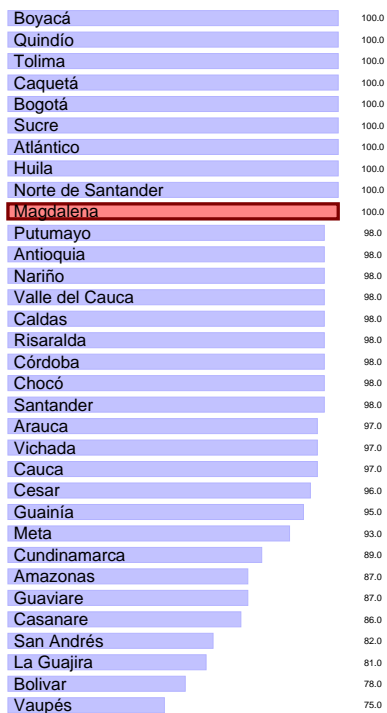 Boyacá 100.0
Quindío 100.0
Tolima 100.0
Caquetá 100.0
Bogotá 100.0
Sucre 100.0
Atlántico 100.0
Huila 100.0
Norte de Santander 100.0
Magdalena 100.0
Putumayo 98.0
Antioquia 98.0
Nariño 98.0
Valle del Cauca 98.0
Caldas 98.0
Risaralda 98.0
Córdoba 98.0
Chocó 98.0
Santander 98.0
Arauca 97.0
Vichada 97.0
Cauca 97.0
Cesar 96.0
Guainía 95.0
Meta 93.0
Cundinamarca 89.0
Amazonas 87.0
Guaviare 87.0
Casanare 86.0
San Andrés 82.0
La Guajira 81.0
Bolivar 78.0
Vaupés 75.0